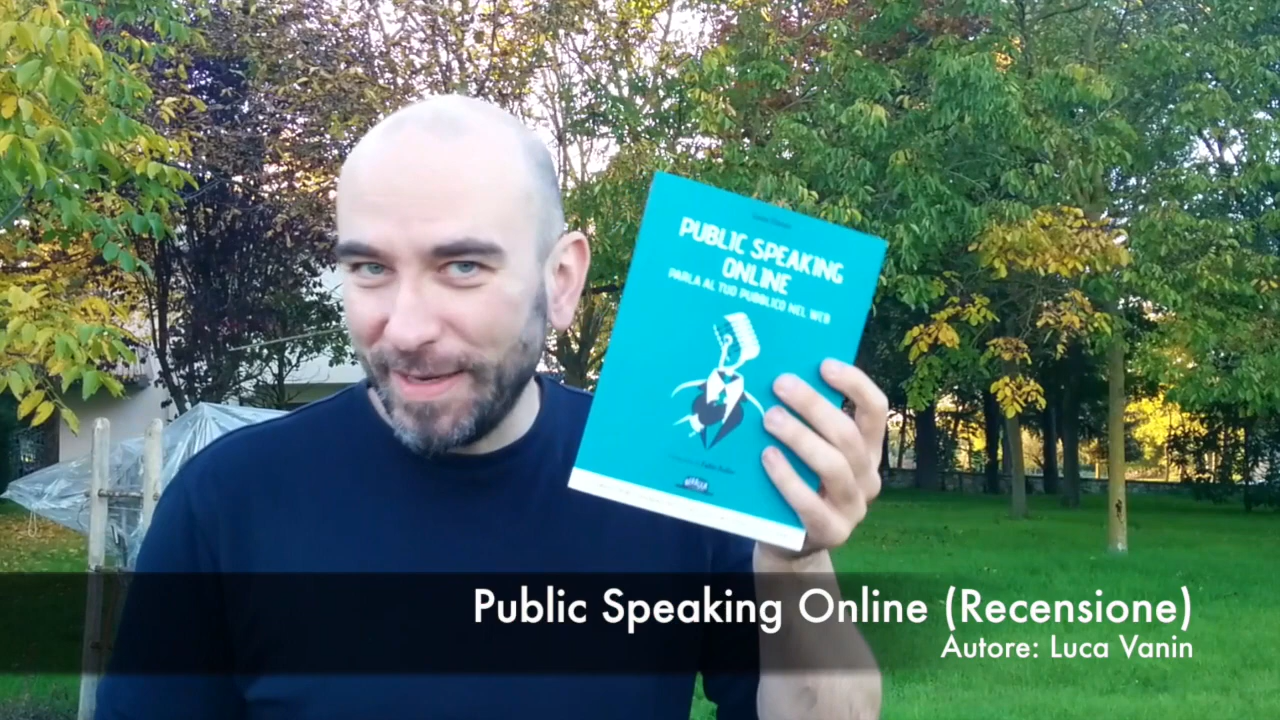 PUBLIC SPEAKING
ONLINE
PARLA AL TUO PUBBLICO NEL WEB
Public Speaking Online (Recensione)
Autore: Luca Vanin